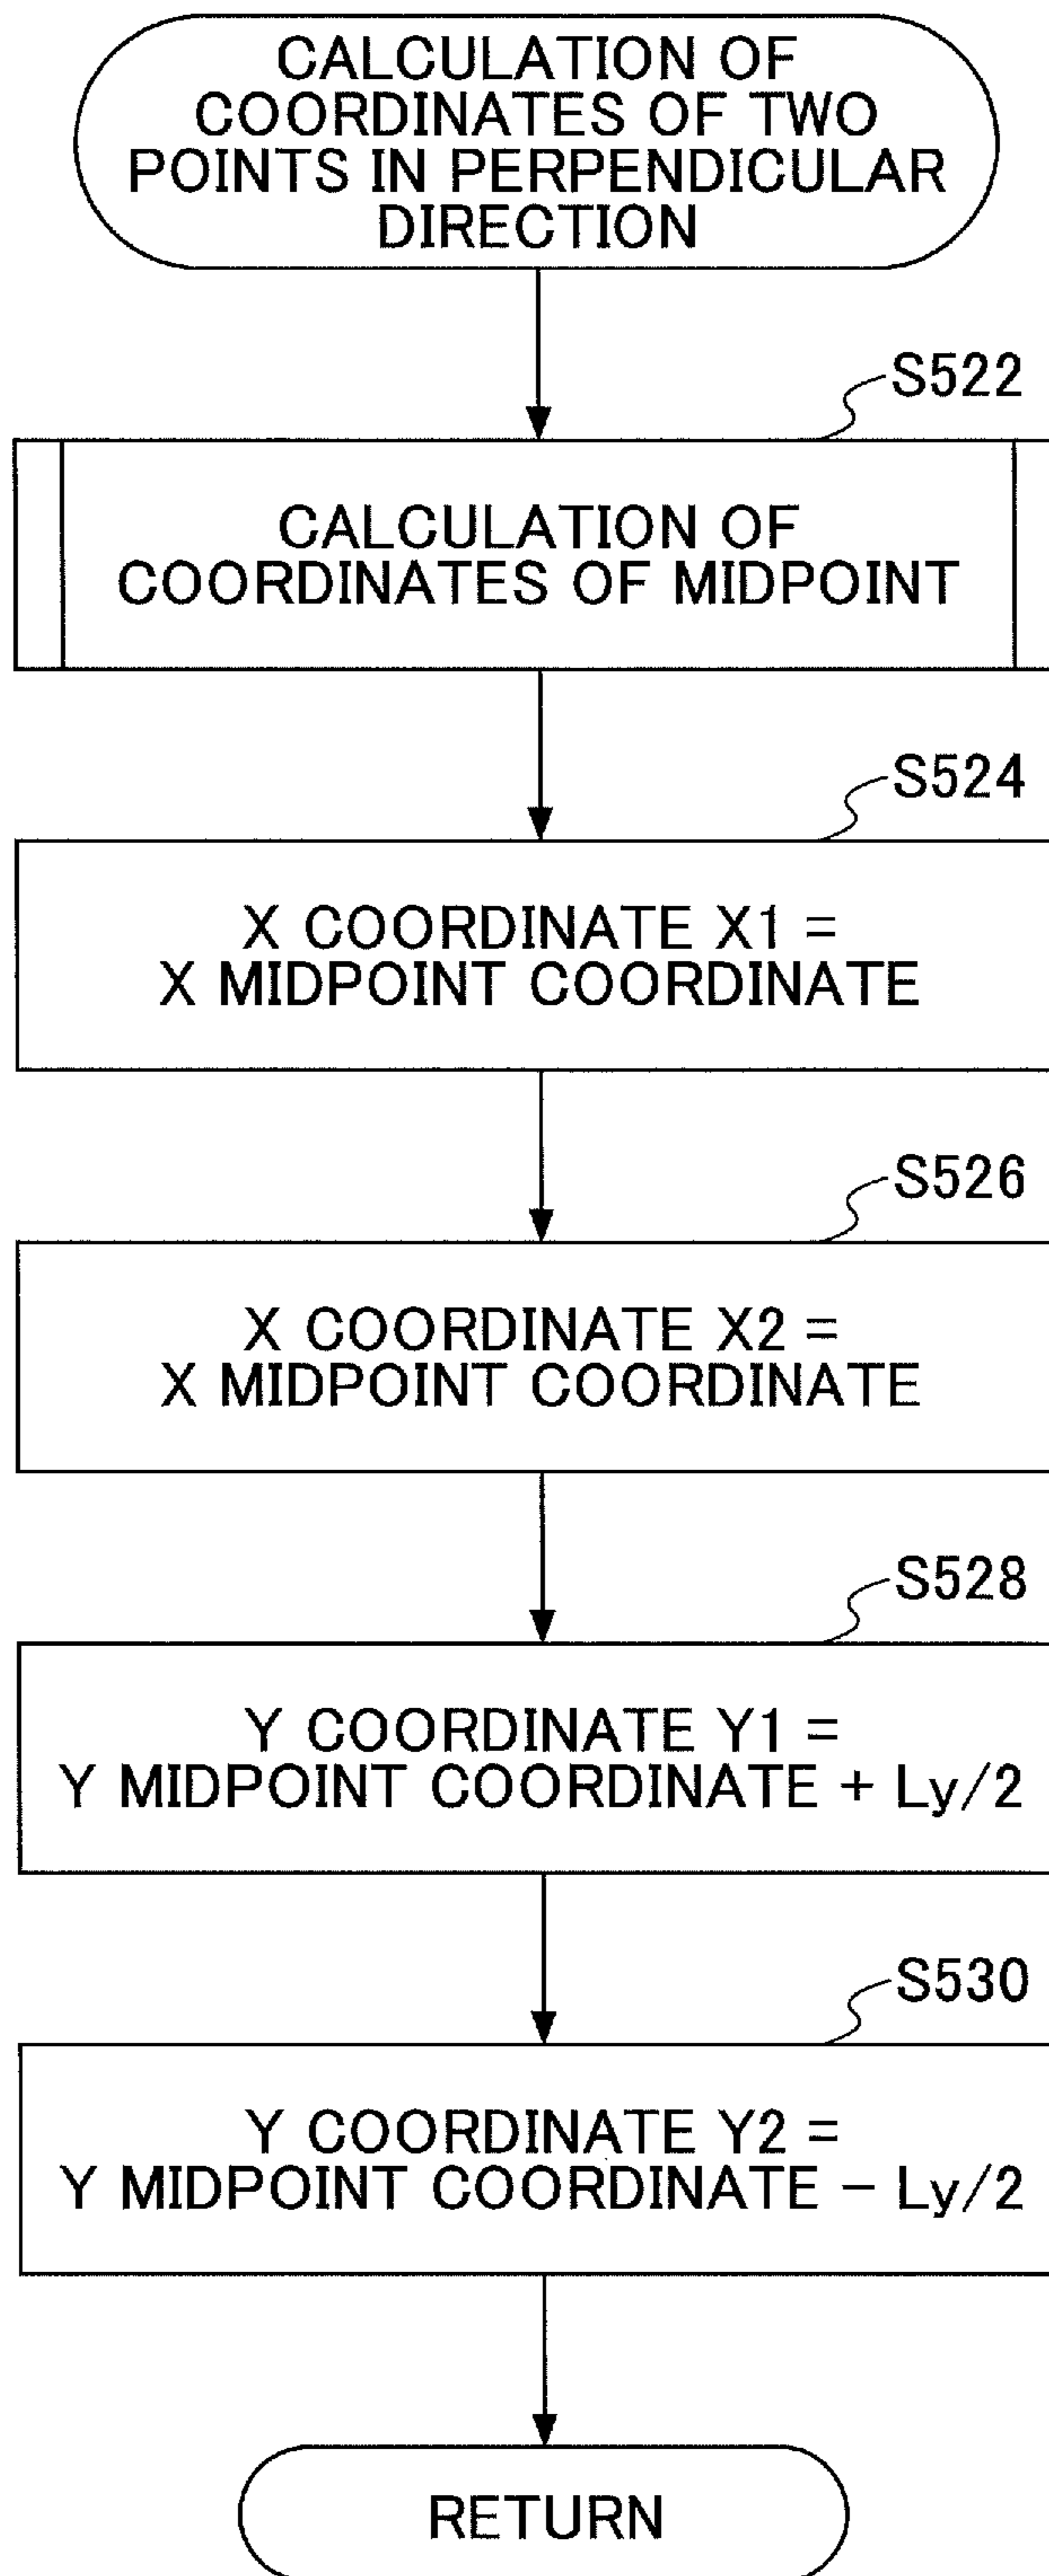 CALCULATION OF
COORDINATES OF TWO
POINTS IN PERPENDICULAR
DIRECTION
S522
CALCULATION OF
COORDINATES OF MIDPOINT
S524
X COORDINATE X1 =
X MIDPOINT COORDINATE
S526
X COORDINATE X2 =
X MIDPOINT COORDINATE
S528
Y COORDINATE Y1 =
Y MIDPOINT COORDINATE + Ly/2
S530
Y COORDINATE Y2 =
Y MIDPOINT COORDINATE - Ly/2
RETURN